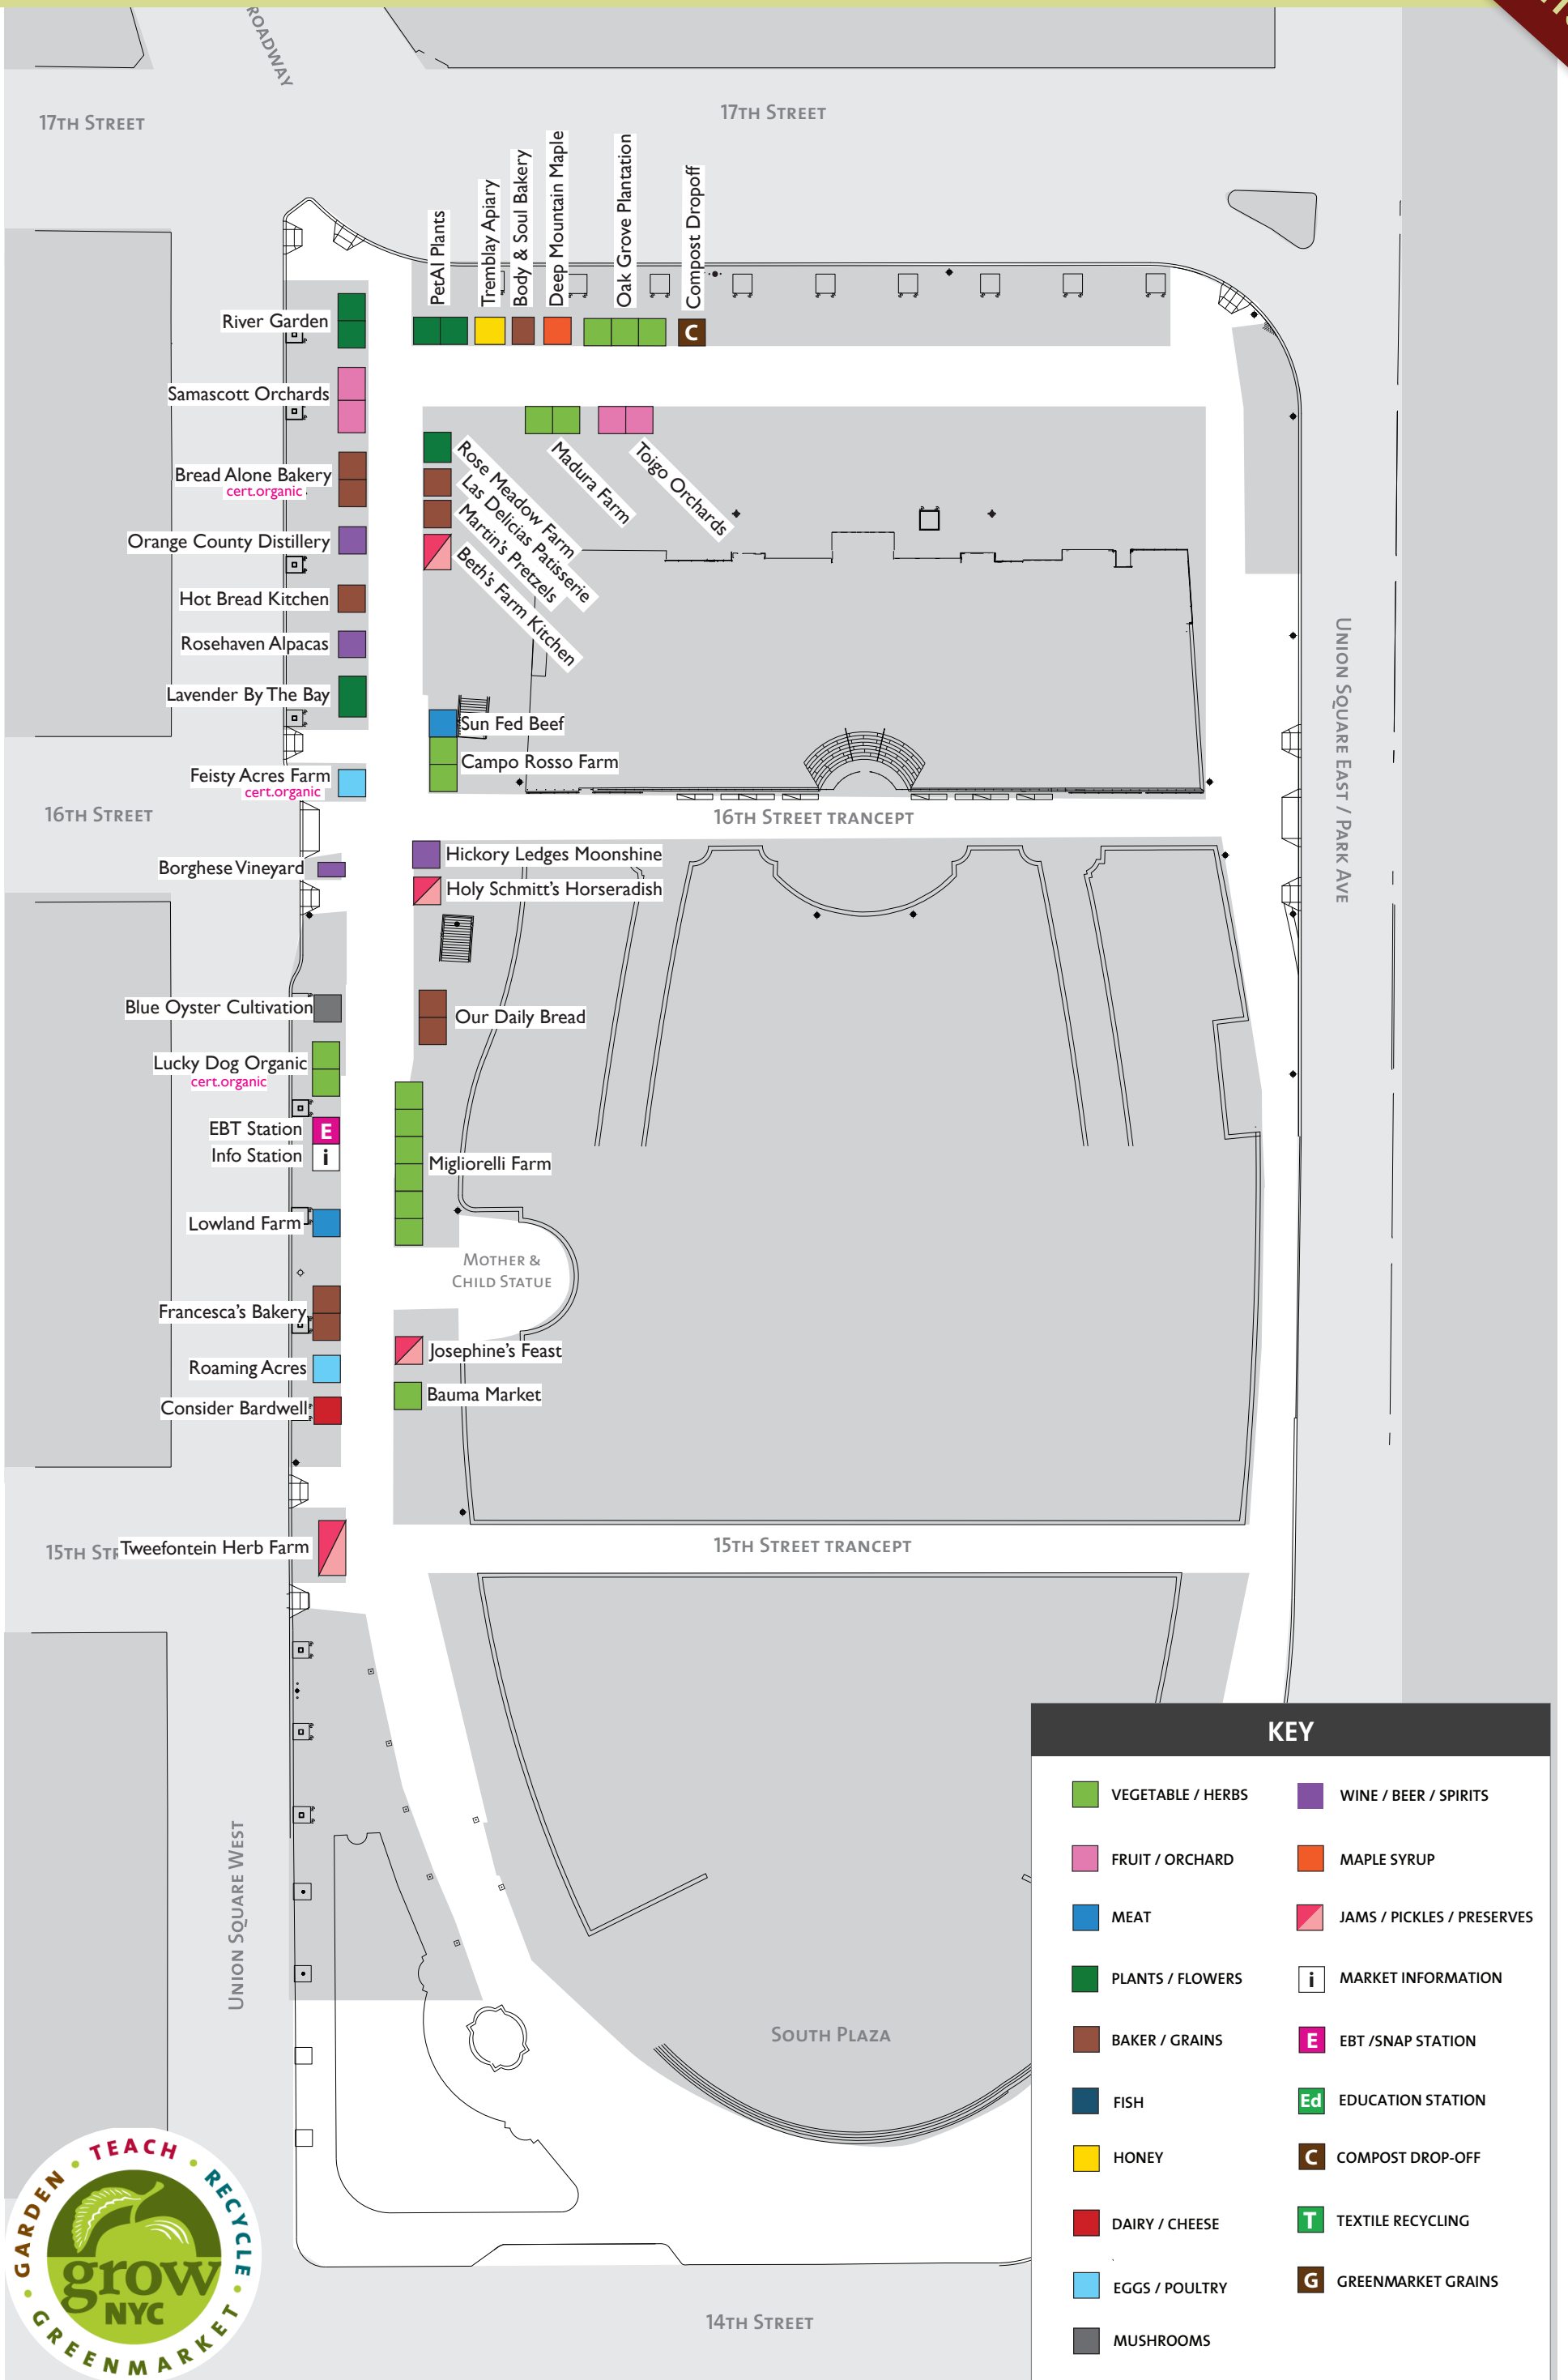 ROADWAY
17TH STREET
17TH STREET
PetAl Plants
Tremblay Apiary
Body & Soul Bakery
Deep Mountain Maple
Oak Grove Plantation
Compost Dropoff
C
River Garden
Samascott Orchards
Bread Alone Bakery
cert.organic
Orange County Distillery
Hot Bread Kitchen
Rosehaven Alpacas
Lavender By The Bay
Feisty Acres Farm
cert.organic
Rose Meadow Farm
Las Delicias Patisserie
Martin's Pretzels
Beth's Farm Kitchen
Madura Farm
Toigo Orchards
Sun Fed Beef
Campo Rosso Farm
16TH STREET
16TH STREET TRANCEPT
UNION SQUARE EAST / PARK AVE
Borghese Vineyard
Hickory Ledges Moonshine
Holy Schmitt's Horseradish
Blue Oyster Cultivation
Our Daily Bread
Lucky Dog Organic
cert.organic
EBT Station
E
Info Station
i
Migliorelli Farm
Lowland Farm
MOTHER &
CHILD STATUE
Francesca's Bakery
Josephine's Feast
Roaming Acres
Bauma Market
Consider Bardwell
15TH STR
Tweefontein Herb Farm
15TH STREET TRANCEPT
UNION SQUARE WEST
SOUTH PLAZA
14TH STREET
KEY
VEGETABLE / HERBS
FRUIT / ORCHARD
MEAT
PLANTS / FLOWERS
BAKER / GRAINS
FISH
HONEY
DAIRY / CHEESE
EGGS / POULTRY
MUSHROOMS
WINE / BEER / SPIRITS
MAPLE SYRUP
JAMS / PICKLES / PRESERVES
i MARKET INFORMATION
E EBT /SNAP STATION
Ed EDUCATION STATION
C COMPOST DROP-OFF
T TEXTILE RECYCLING
G GREENMARKET GRAINS
GARDEN • TEACH • RECYCLE • GREENMARKET •
grow
NYC